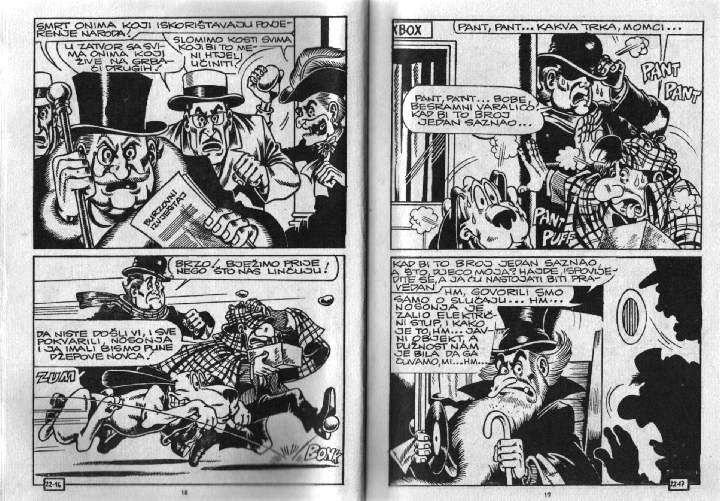 SMRT ONIMA KOJI ISKORIŠTAVAJU POVJE-
RENJE NARODA!
U ZATVOR SA SVI-
MA ONIMA KOJI
ŽIVE NA GRBA-
ČI DRUGIH!
SLOMIMO KOSTI SVIMA
KOJI BI TO ME-
NI HTJELI
UČINITI!
BURZOVNI
IZVJEŠTAJ
BRZO! BJEŽIMO PRIJE
NEGO ŠTO NAS LINČUJU!
DA NISTE DOŠLI VI, I SVE
POKVARILI, NOSONJA
I JA IMALI BISMO PUNE
DŽEPOVE NOVCA!
ZUM
BONK
22-16
18
KBOX
PANT, PANT... KAKVA TRKA, MOMCI...
PANT
PANT
PANT, PANT... BOBE,
BESRAMNI VARALICO!
KAD BI TO BROJ
JEDAN SAZNAO...
PANT
PUFF
KAD BI TO BROJ JEDAN SAZNAO,
A ŠTO, DJECO MOJA? HAJDE, ISPOVIJE-
DITE SE, A JA ĆU NASTOJATI BITI PRA-
VEDAN
HM, GOVORILI SMO
SAMO O SLUČAJU... HM...
NOSONJA JE
ZALIO ELEKTRIČ-
NI STUP, I KAKO
JE TO, HM... JAV-
NI OBJEKT, A
DUŽNOST NAM
JE BILA DA GA
ČUVAMO, MI...HM...
22-17
19